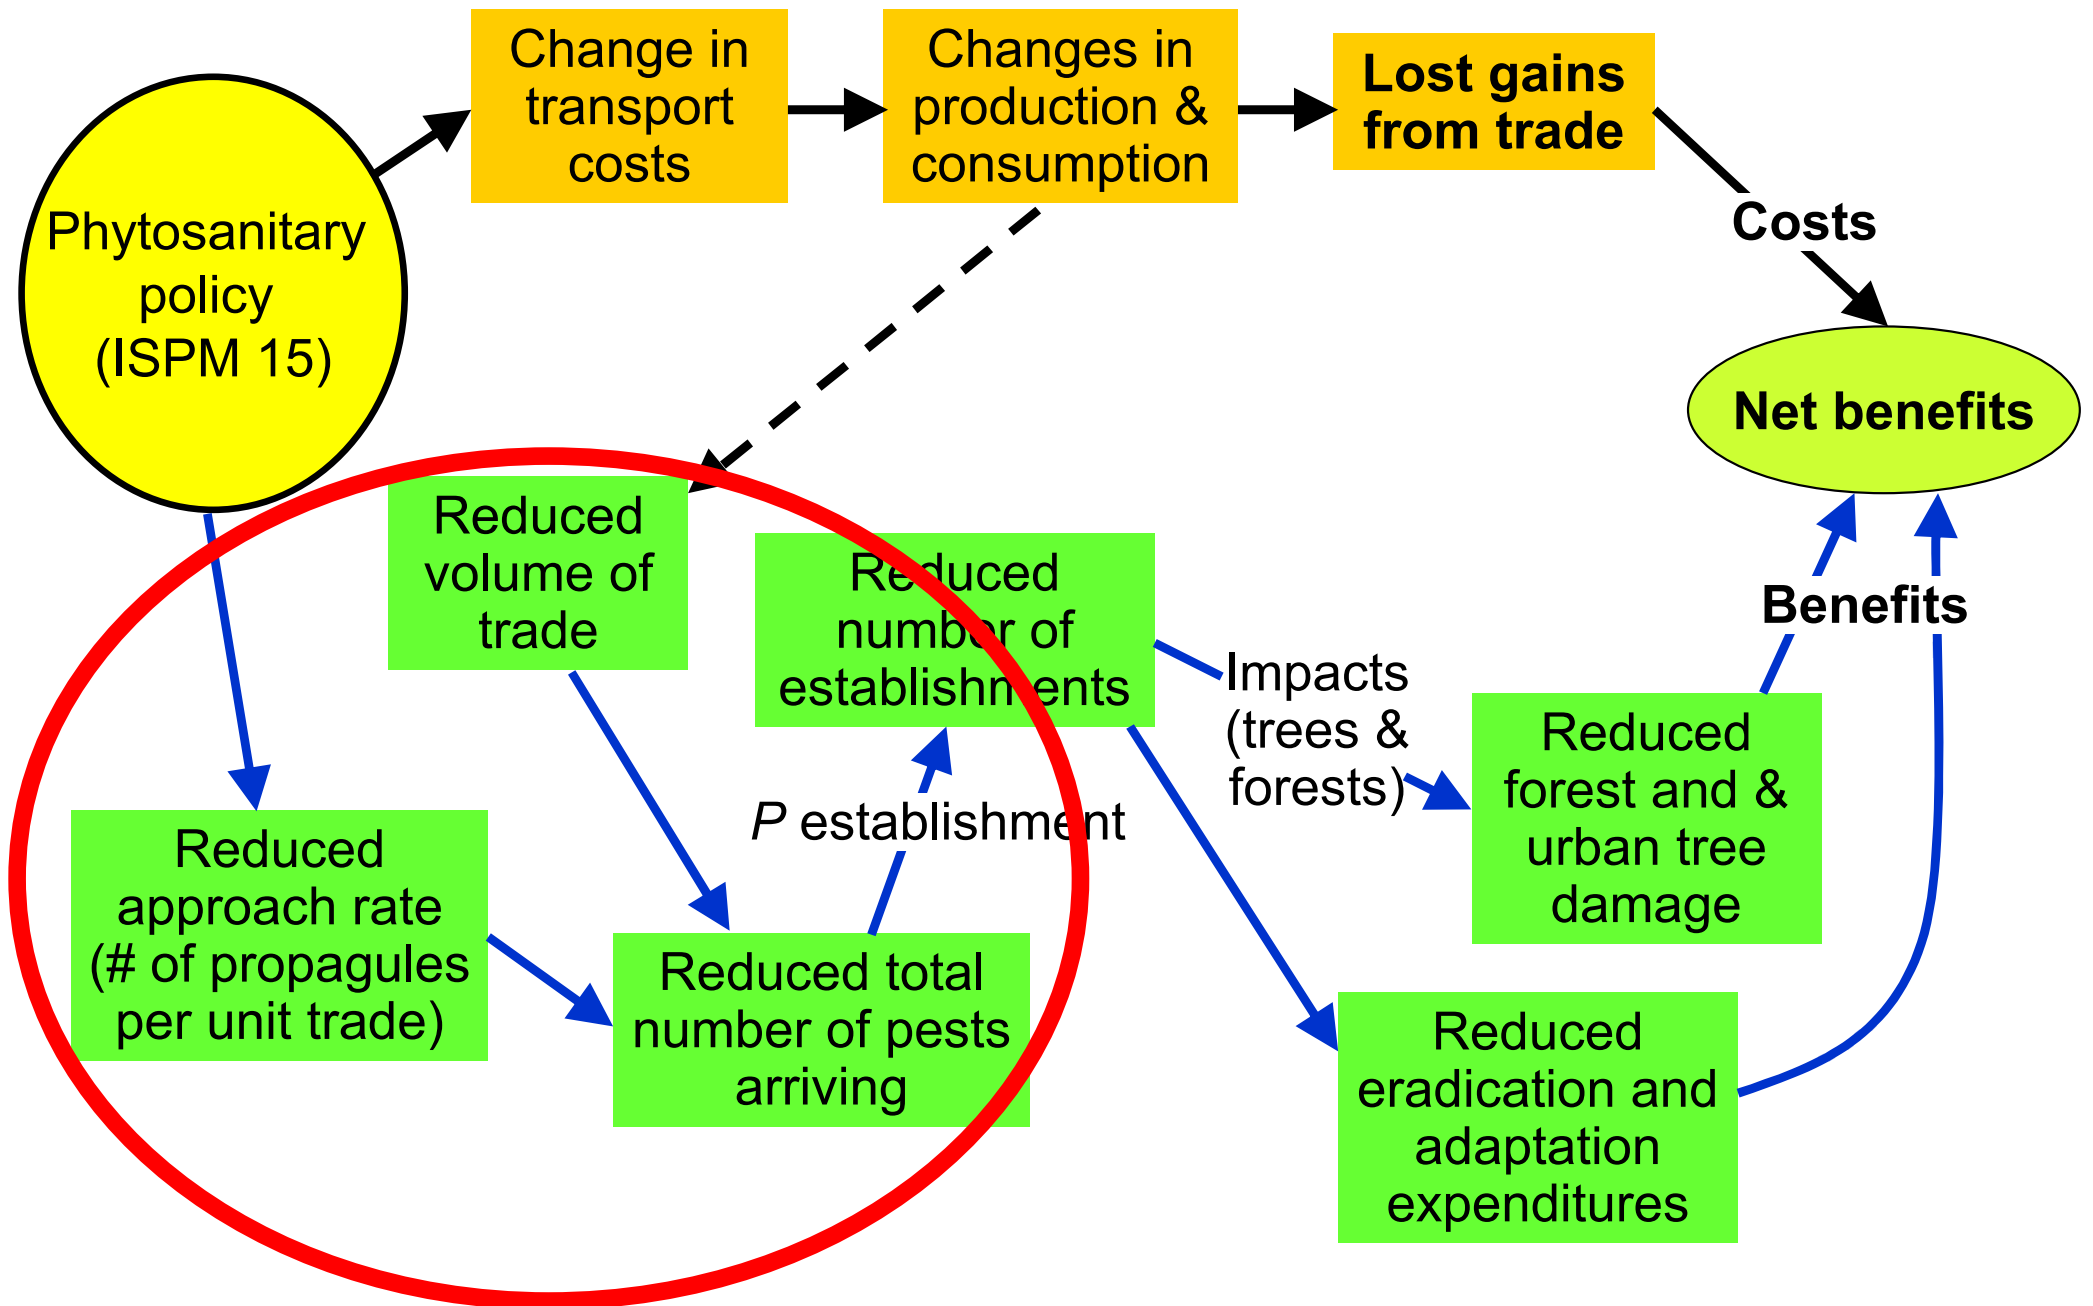 Change in
transport
costs
Changes in
production &
consumption
Lost gains
from trade
Costs
Phytosanitary
policy
(ISPM 15)
Net benefits
Reduced
volume of
trade
Reduced
number of
establishments
Impacts
(trees &
forests)
Benefits
Reduced
forest and &
urban tree
damage
P establishment
Reduced
approach rate
(# of propagules
per unit trade)
Reduced total
number of pests
arriving
Reduced
eradication and
adaptation
expenditures